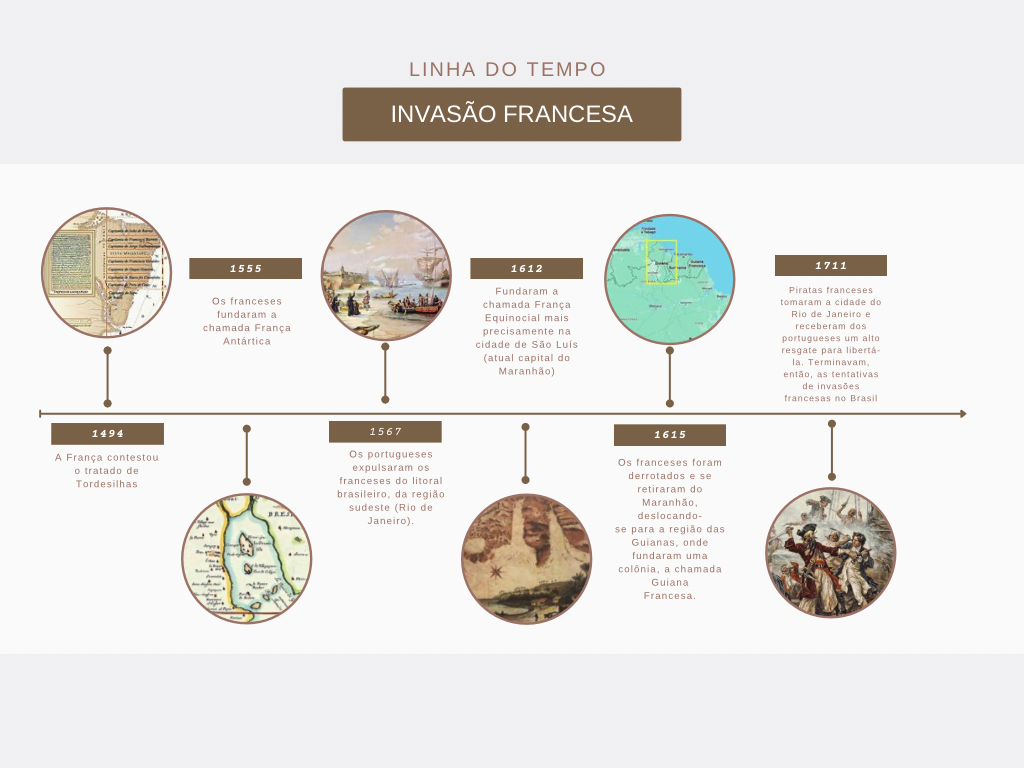 LINHA DO TEMPO
INVASÃO FRANCESA
1494
A França contestou
o tratado de
Tordesilhas
1555
Os franceses
fundaram a
chamada França
Antártica
1567
Os portugueses
expulsaram os
franceses do litoral
brasileiro, da região
sudeste (Rio de
Janeiro).
1612
Fundaram a
chamada França
Equinocial mais
precisamente na
cidade de São Luís
(atual capital do
Maranhão)
1615
Os franceses foram
derrotados e se
retiraram do
Maranhão,
deslocando-
se para a região das
Guianas, onde
fundaram uma
colônia, a chamada
Guiana
Francesa.
1711
Piratas franceses
tomaram a cidade do
Rio de Janeiro e
receberam dos
portugueses um alto
resgate para libertá-
la. Terminavam,
então, as tentativas
de invasões
francesas no Brasil